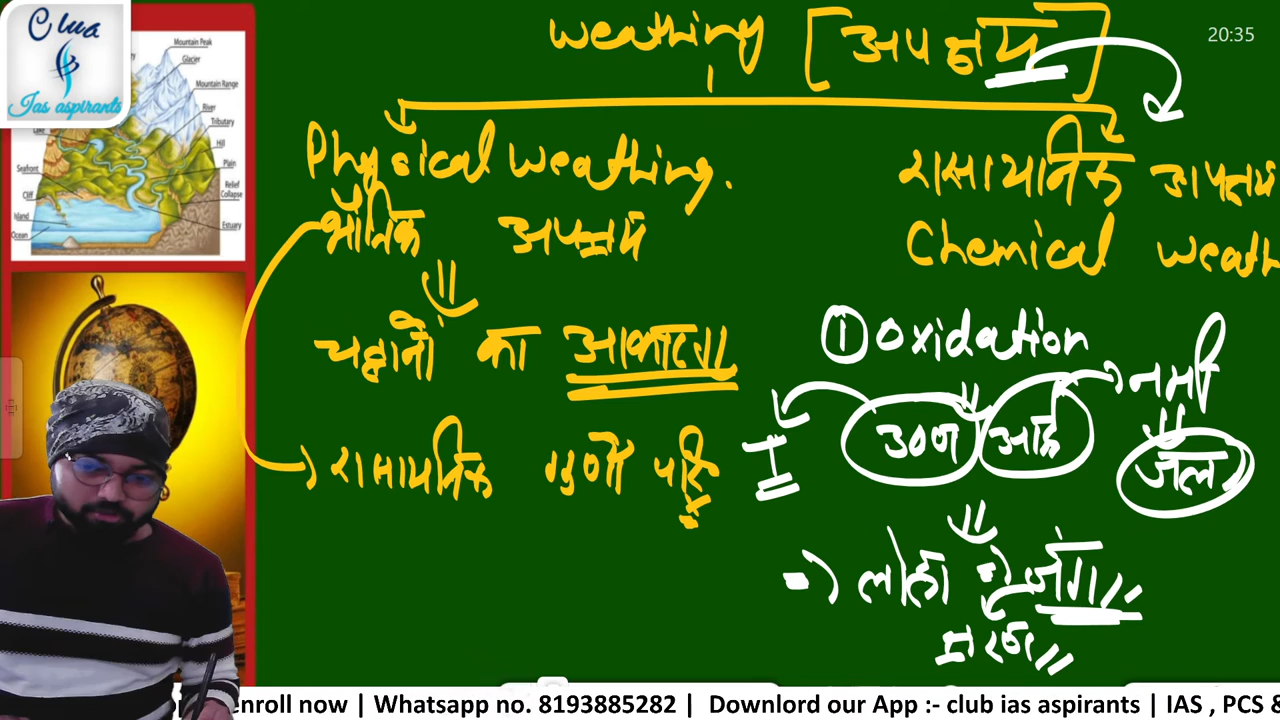 Clua
Ias aspirants
Mountain Peak
Glacier
Mountain Range
River
Tributary
Hill
Plain
Relief
Collapse
Estuary
Lake
Seafront
Cliff
Island
Ocean
20:35
weathing [अपक्षय]
Physical weathing.
भौतिक अपक्षय
चट्टानों का
रासायनिक गुणों
रासायनिक अपक्षय
Chemical weath
① Oxidation
उष्ण आर्द्र
नमी
जल
लोहा जंग
क्षरण
enroll now | Whatsapp no. 8193885282 | Downlord our App :- club ias aspirants | IAS , PCS &